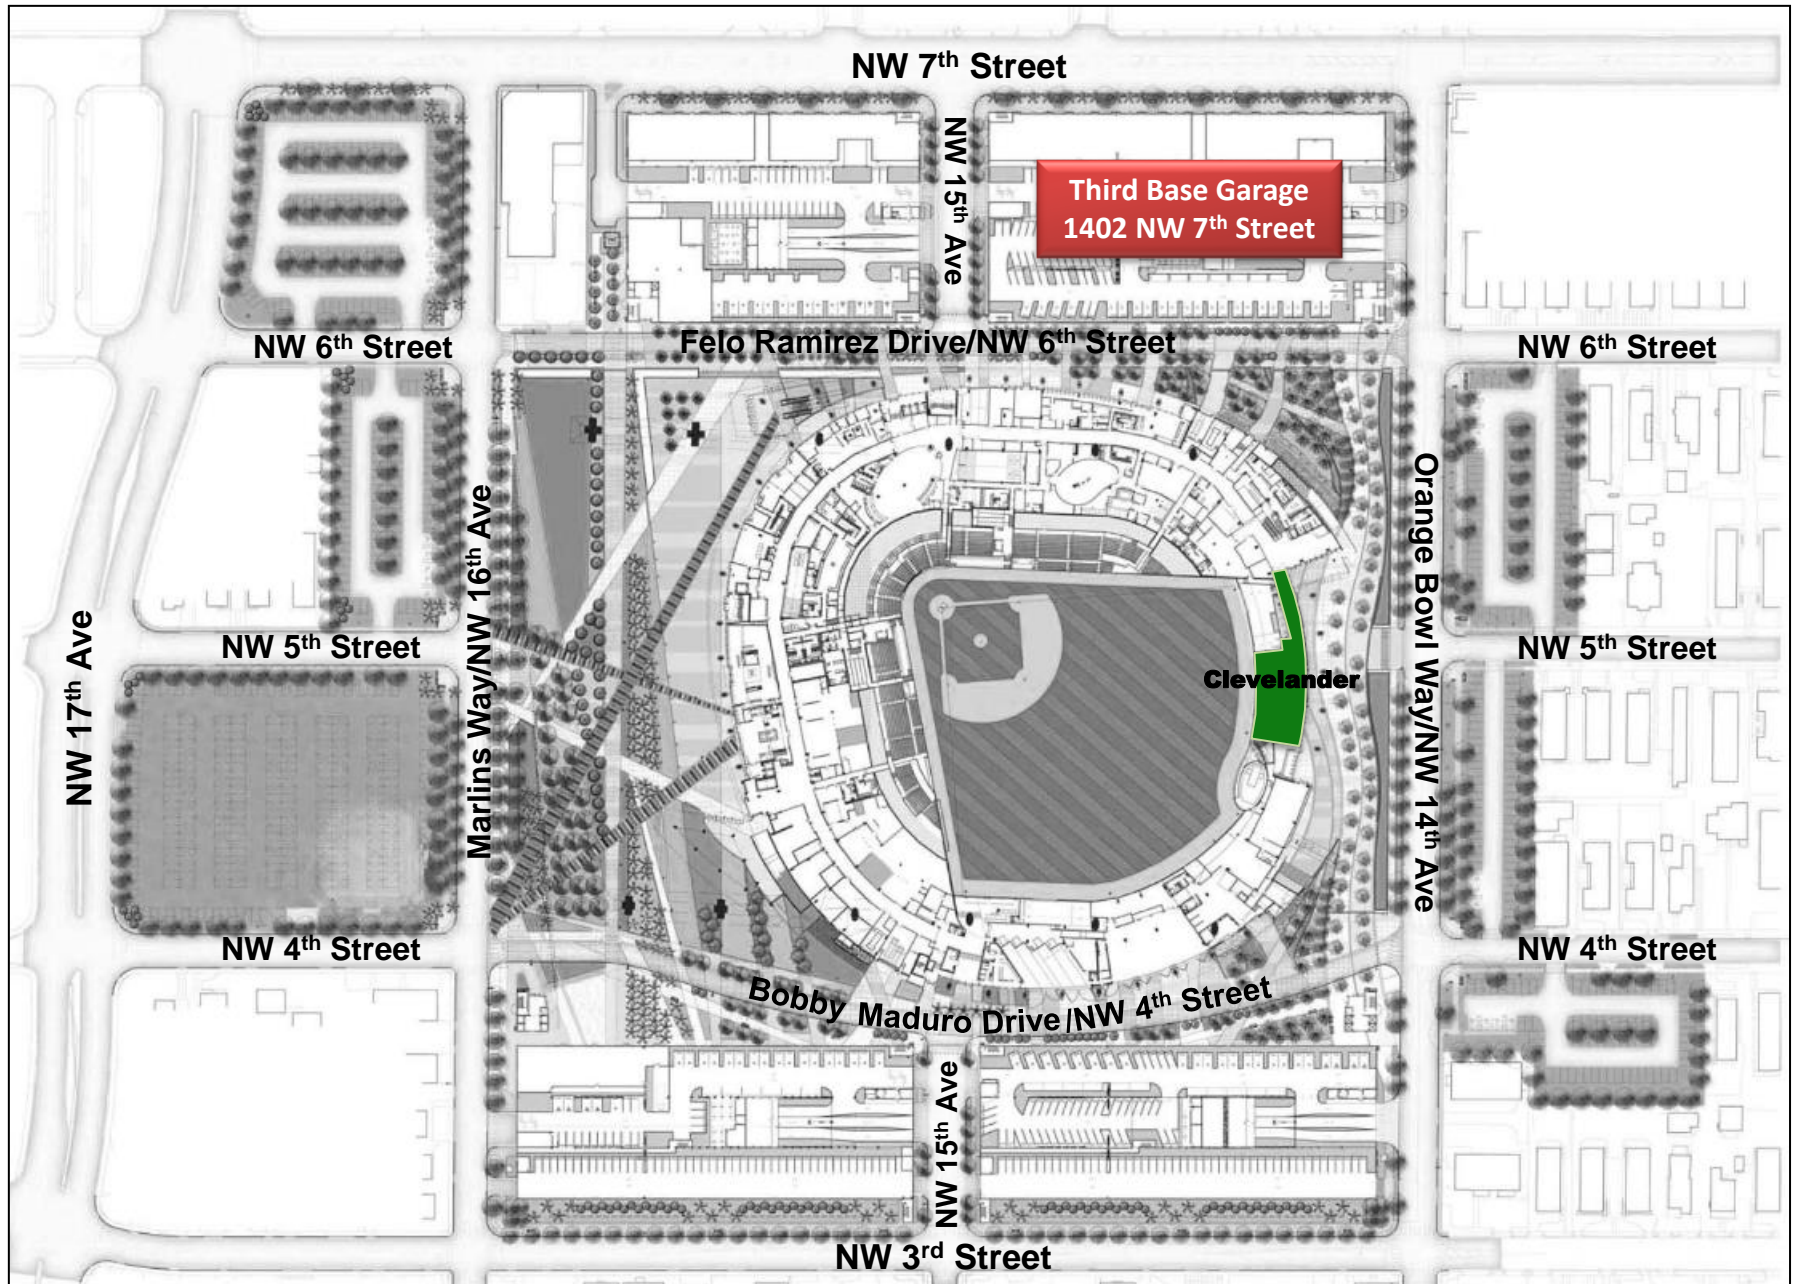 NW 7th Street
NW 15th Ave
Third Base Garage
1402 NW 7th Street
NW 6th Street
Felo Ramirez Drive/NW 6th Street
NW 6th Street
NW 17th Ave
Marlins Way/NW 16th Ave
Orange Bowl Way/NW 14th Ave
NW 5th Street
NW 5th Street
Clevelander
NW 4th Street
NW 4th Street
Bobby Maduro Drive/NW 4th Street
NW 15th Ave
NW 3rd Street